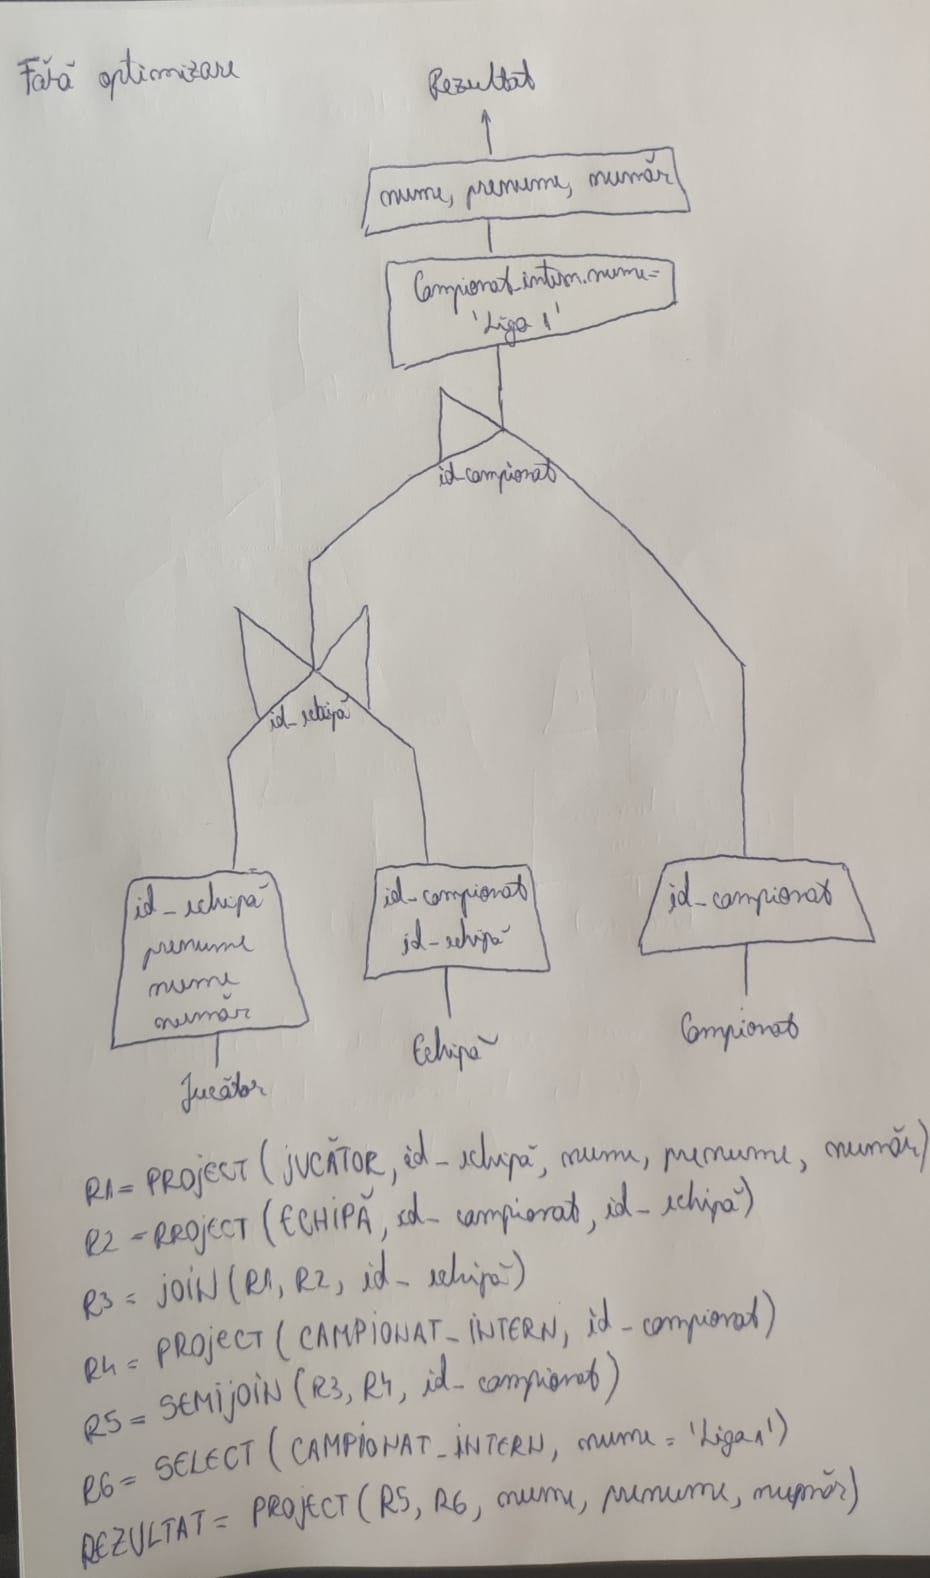 Fără optimizare
Rezultat
nume, prenume, număr
Campionat_intern.nume=
'Liga 1'
id_campionat
id_echipă
id_echipă
prenume
nume
număr
id_campionat
id_echipă
id_campionat
Jucător
Echipă
Campionat
R1= PROJECT (JUCĂTOR, id_echipă, nume, prenume, număr)
R2 = PROJECT (ECHIPĂ, id_campionat, id_echipă)
R3 = JOIN (R1, R2, id_echipă)
R4 = PROJECT (CAMPIONAT_INTERN, id_campionat)
R5 = SEMIJOIN (R3, R4, id_campionat)
R6 = SELECT (CAMPIONAT_INTERN, nume = 'Liga1')
REZULTAT = PROJECT (R5, R6, nume, prenume, număr)